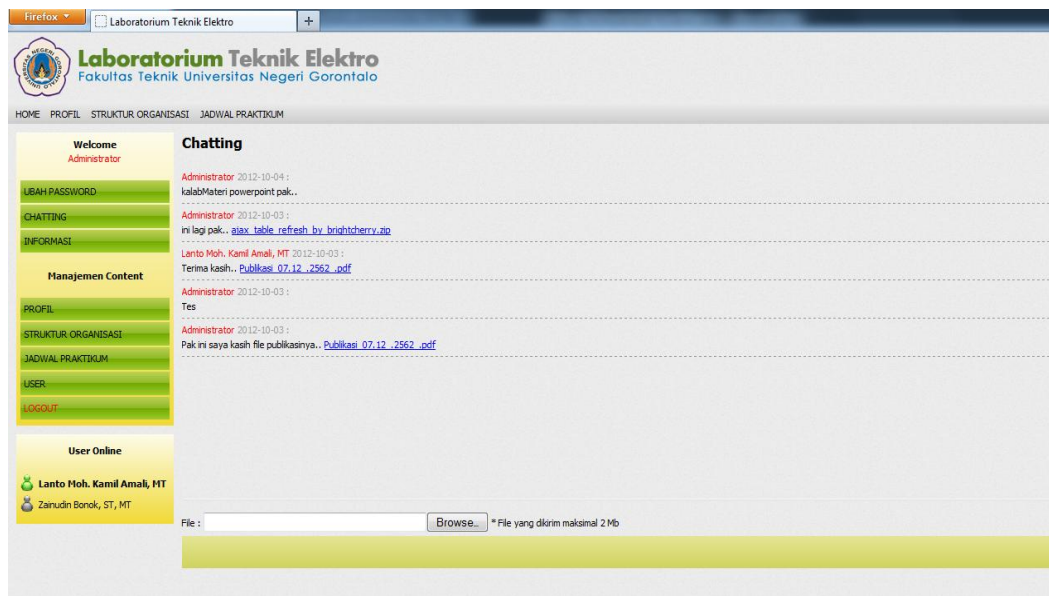 Firefox
Laboratorium Teknik Elektro
+
Laboratorium Teknik Elektro
Fakultas Teknik Universitas Negeri Gorontalo
HOME PROFIL STRUKTUR ORGANISASI JADWAL PRAKTIKUM
Welcome
Administrator
UBAH PASSWORD
CHATTING
INFORMASI
Manajemen Content
PROFIL
STRUKTUR ORGANISASI
JADWAL PRAKTIKUM
USER
LOGOUT
User Online
Lanto Moh. Kamil Amali, MT
Zainudin Bonok, ST, MT
Chatting
Administrator 2012-10-04 :
kalabMateri powerpoint pak..
Administrator 2012-10-03 :
ini lagi pak.. ajax_table_refresh_by_brightcherry.zip
Lanto Moh. Kamil Amali, MT 2012-10-03 :
Terima kasih.. Publikasi_07.12_.2562_.pdf
Administrator 2012-10-03 :
Tes
Administrator 2012-10-03 :
Pak ini saya kasih file publikasinya.. Publikasi_07.12_.2562_.pdf
File : Browse... * File yang dikirim maksimal 2 Mb